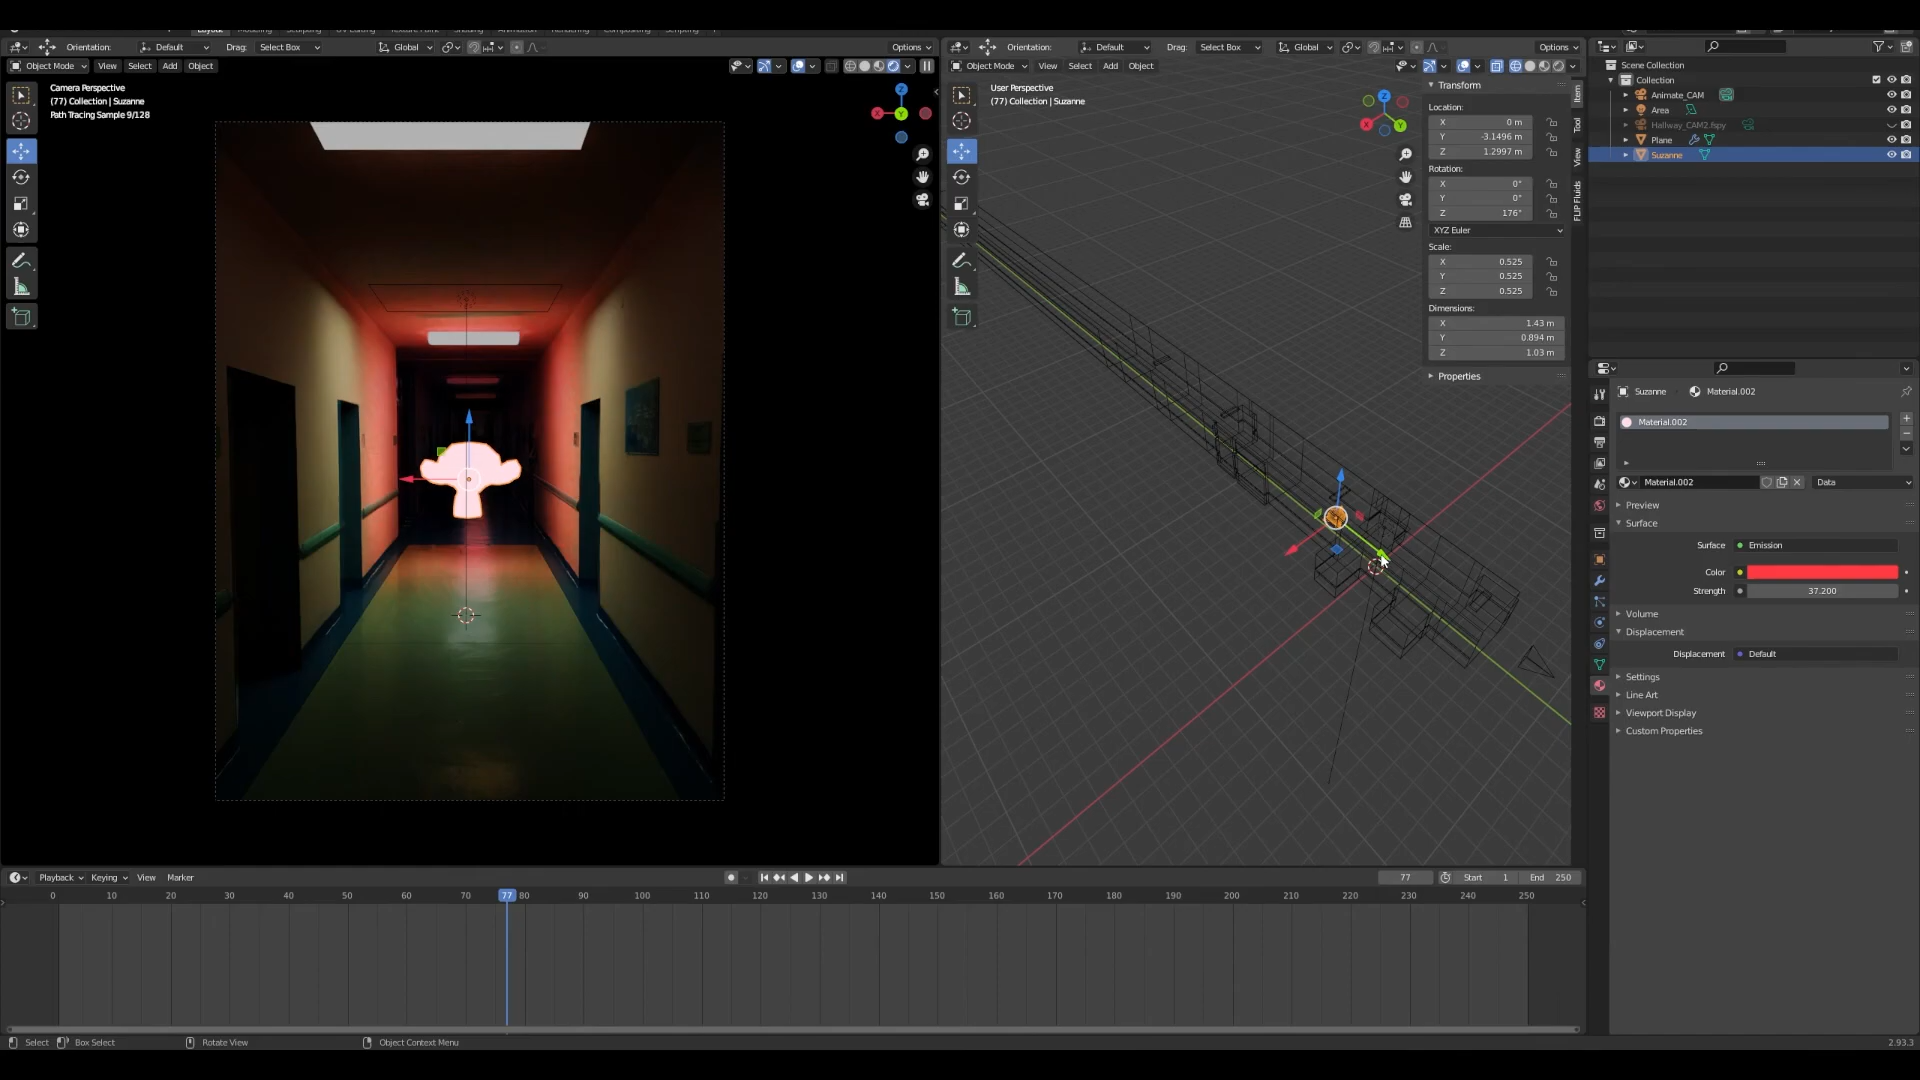 Orientation: Default Drag: Select Box Global Options
Object Mode View Select Add Object
Camera Perspective
(77) Collection | Suzanne
Path Tracing Sample 9/128
Z
X
Y
Orientation: Default Drag: Select Box Global Options
Object Mode View Select Add Object
User Perspective
(77) Collection | Suzanne
Z
X
Y
Transform
Location:
X 0 m
Y -3.1496 m
Z 1.2997 m
Rotation:
X 0°
Y 0°
Z 176°
XYZ Euler
Scale:
X 0.525
Y 0.525
Z 0.525
Dimensions:
X 1.43 m
Y 0.894 m
Z 1.03 m
Properties
Item
Tool
View
FLIP Fluids
Scene Collection
Collection
Animate_CAM
Area
Hallway_CAM2.fspy
Plane
Suzanne
Suzanne Material.002
Material.002
Material.002 Data
Preview
Surface
Surface Emission
Color
Strength 37.200
Volume
Displacement
Displacement Default
Settings
Line Art
Viewport Display
Custom Properties
Playback Keying View Marker 77 Start 1 End 250
0 10 20 30 40 50 60 70 77 80 90 100 110 120 130 140 150 160 170 180 190 200 210 220 230 240 250
Select Box Select Rotate View Object Context Menu 2.93.3